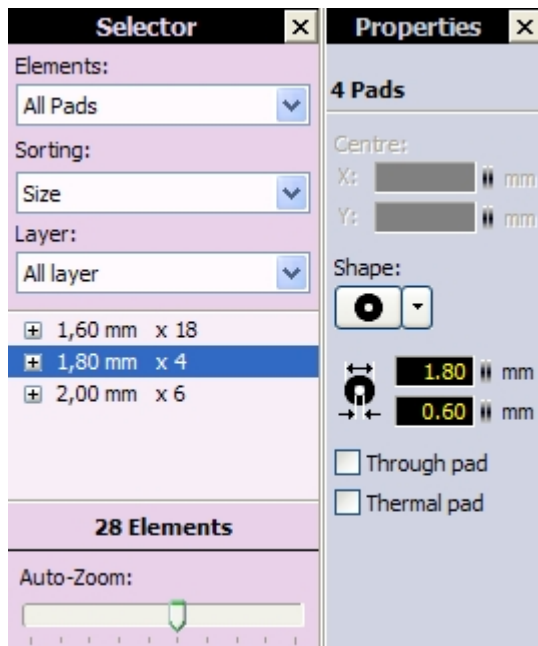 Selector
Elements:
All Pads
Sorting:
Size
Layer:
All layer
1,60 mm x 18
1,80 mm x 4
2,00 mm x 6
28 Elements
Auto-Zoom:
Properties
4 Pads
Centre:
X: mm
Y: mm
Shape:
1.80 mm
0.60 mm
Through pad
Thermal pad